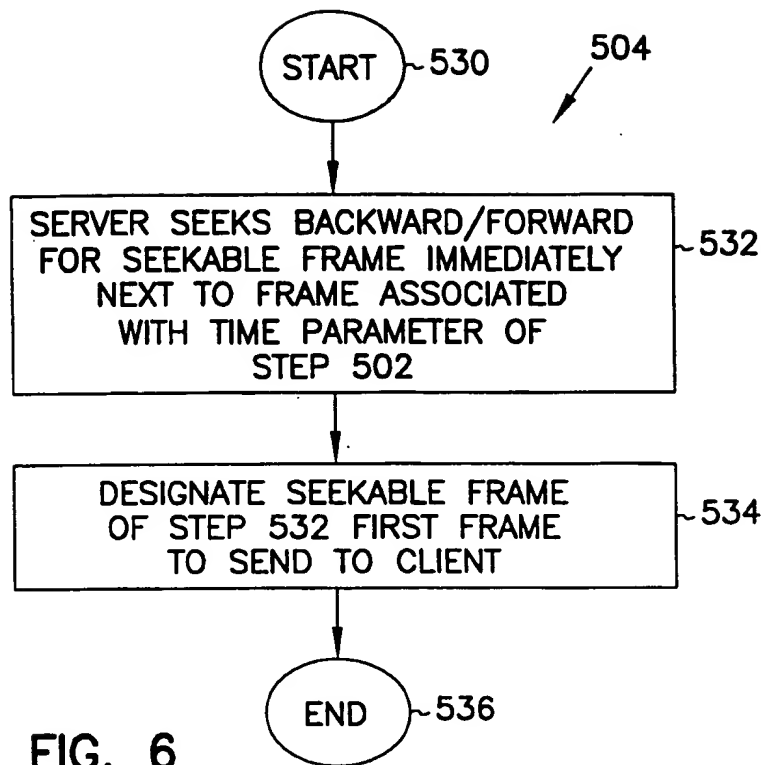 START
530
504
SERVER SEEKS BACKWARD/FORWARD
FOR SEEKABLE FRAME IMMEDIATELY
NEXT TO FRAME ASSOCIATED
WITH TIME PARAMETER OF
STEP 502
532
DESIGNATE SEEKABLE FRAME
OF STEP 532 FIRST FRAME
TO SEND TO CLIENT
534
END
536
FIG. 6